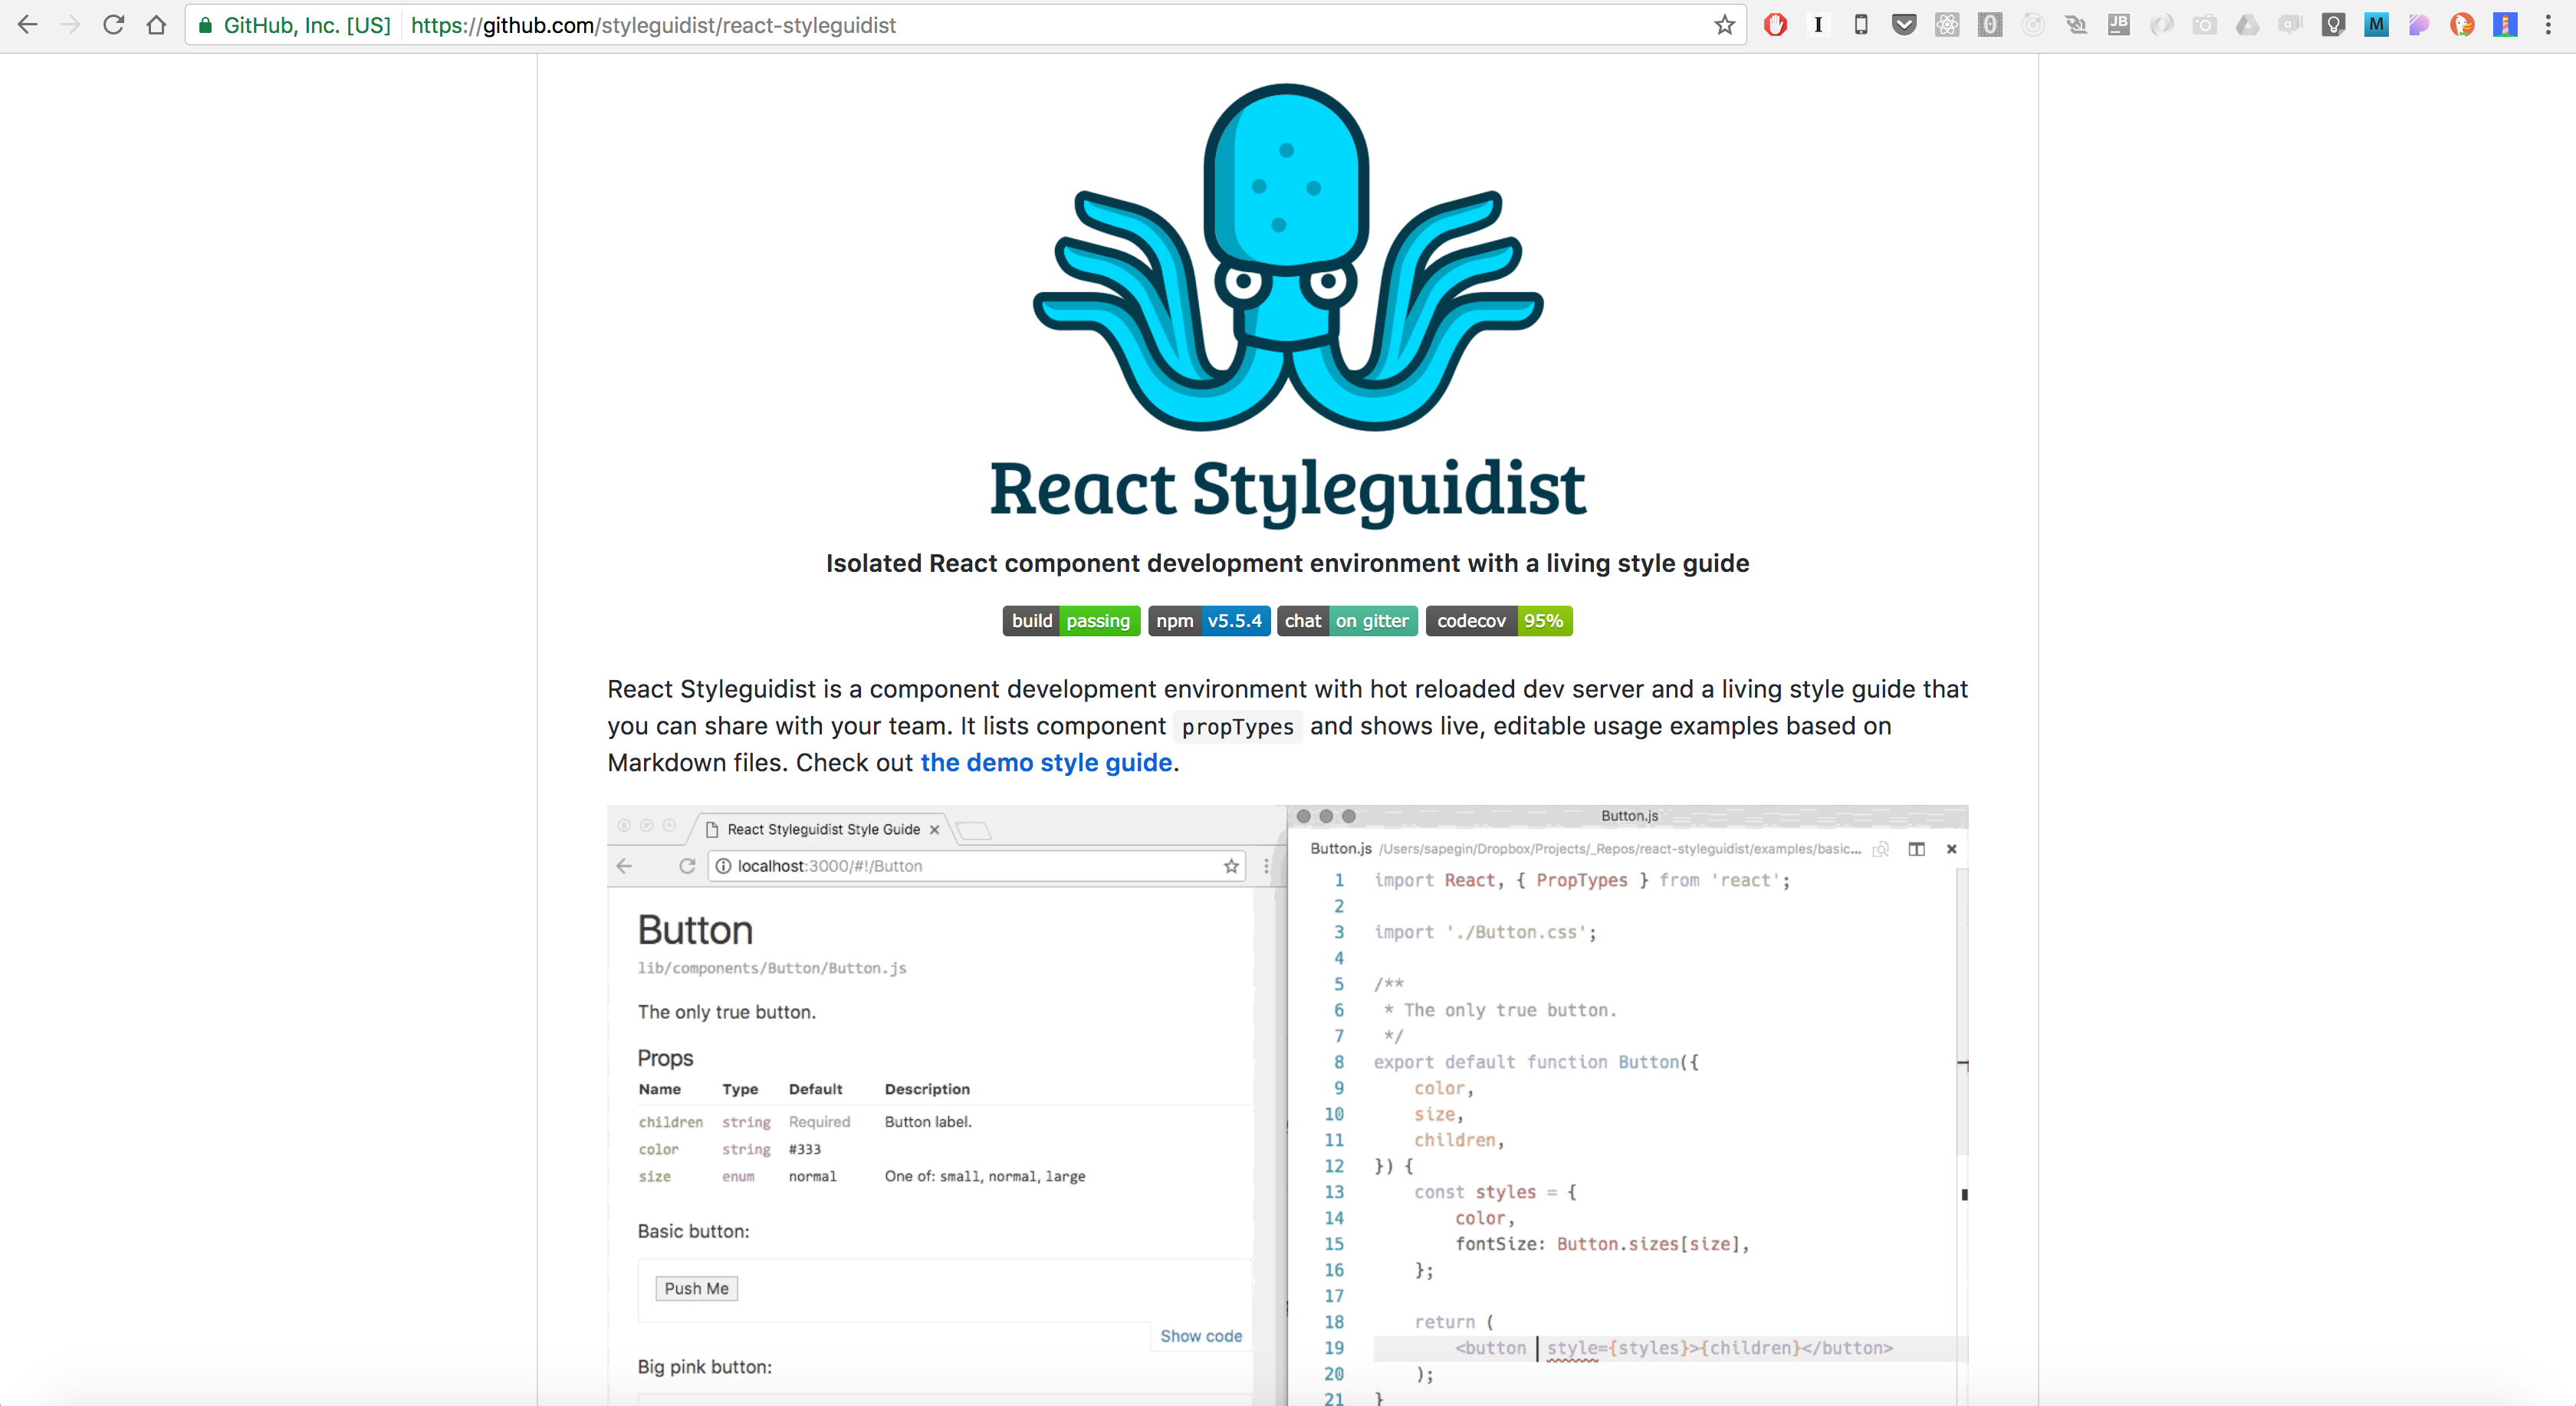 GitHub, Inc. [US] https://github.com/styleguidist/react-styleguidist
React Styleguidist
Isolated React component development environment with a living style guide
build passing npm v5.5.4 chat on gitter codecov 95%
React Styleguidist is a component development environment with hot reloaded dev server and a living style guide that
you can share with your team. It lists component propTypes and shows live, editable usage examples based on
Markdown files. Check out the demo style guide.
React Styleguidist Style Guide
localhost:3000/#!/Button
Button
lib/components/Button/Button.js
The only true button.
Props
Name Type Default Description
children string Required Button label.
color string #333
size enum normal One of: small, normal, large
Basic button:
Push Me
Show code
Big pink button:
Button.js
Button.js /Users/sapegin/Dropbox/Projects/_Repos/react-styleguidist/examples/basic...
1 import React, { PropTypes } from 'react';
2
3 import './Button.css';
4
5 /**
6 * The only true button.
7 */
8 export default function Button({
9 color,
10 size,
11 children,
12 }) {
13 const styles = {
14 color,
15 fontSize: Button.sizes[size],
16 };
17
18 return (
19 <button style={styles}>{children}</button>
20 );
21 }